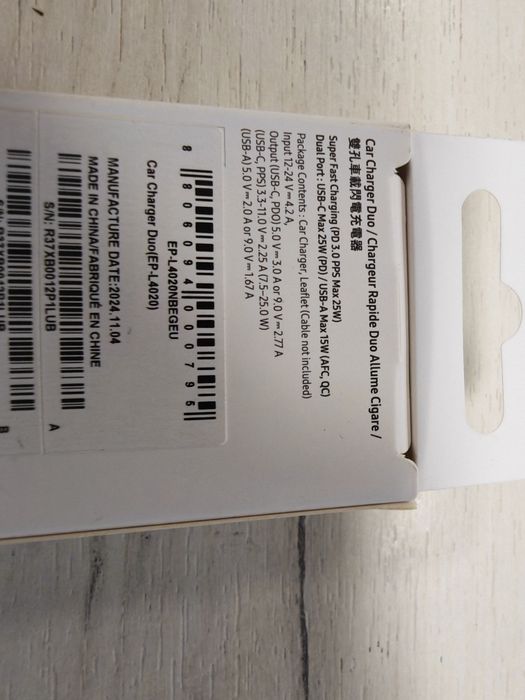 Car Charger Duo / Chargeur Rapide Duo Allume Cigare /
雙孔車載閃電充電器
Super Fast Charging (PD 3.0 PPS Max 25W)
Dual Port : USB-C Max 25W (PD) / USB-A Max 15W (AFC, QC)
Package Contents : Car Charger, Leaflet (Cable not included)
Input 12-24 V⎓4.2 A,
Output (USB-C, PDO) 5.0 V⎓3.0 A or 9.0 V⎓2.77 A
(USB-C, PPS) 3.3-11.0 V⎓2.25 A (7.5~25.0 W)
(USB-A) 5.0 V⎓2.0 A or 9.0 V⎓1.67 A
EP-L4020NBEGEU
8 806094 000795
Car Charger Duo(EP-L4020)
MANUFACTURE DATE:2024.11.04
MADE IN CHINA/FABRIQUÉ EN CHINE
A
S/N: R37XB0012P1LUB
B